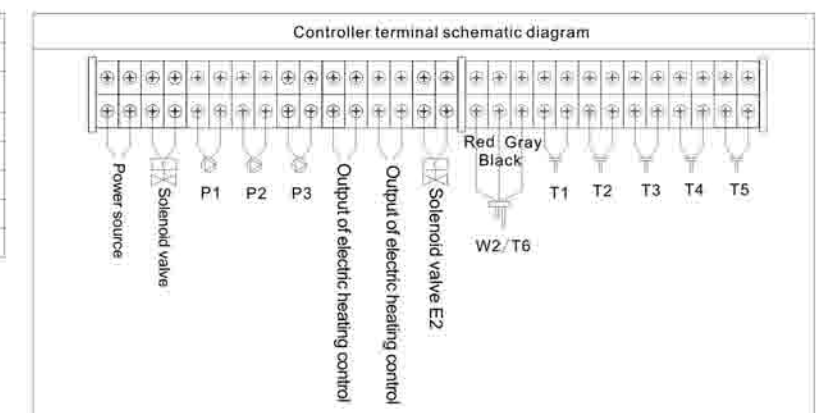 Controller terminal schematic diagram
Red Gray
Black
Power source
Solenoid valve
P1
P2
P3
Output of electric heating control
Output of electric heating control
Solenoid valve E2
W2/T6
T1
T2
T3
T4
T5